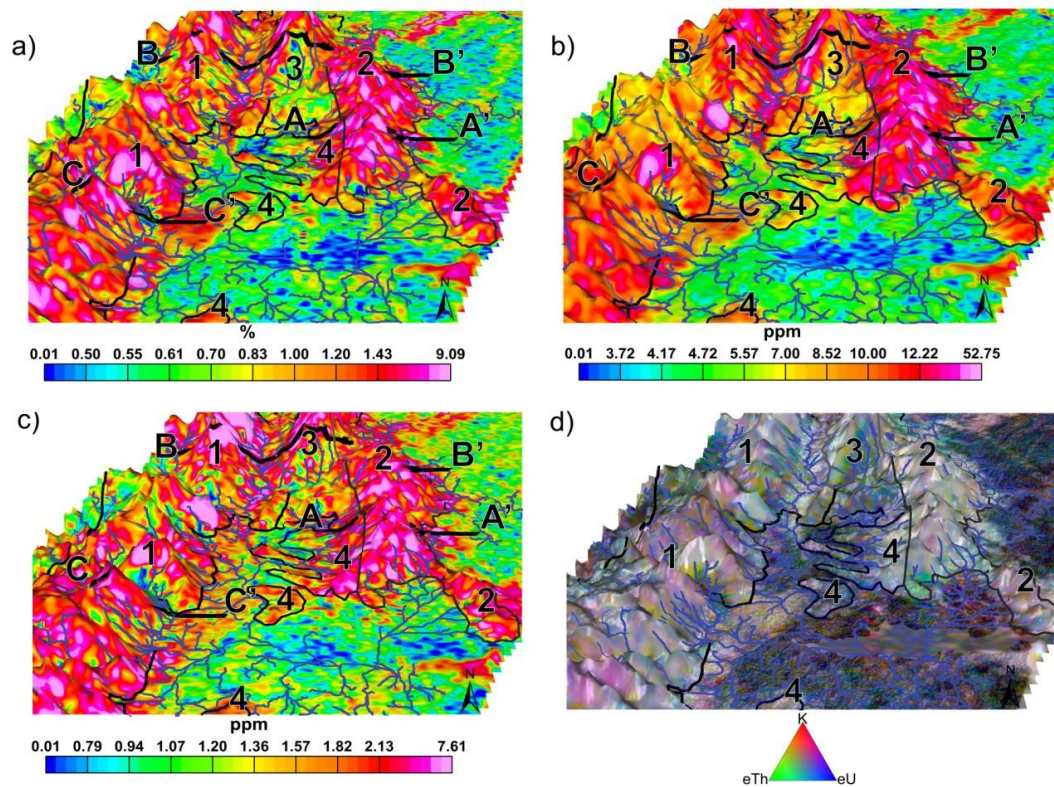 a)
B
1
3
2
B'
A
A'
1
4
C
C'
4
2
4
N
%
0.01 0.50 0.55 0.61 0.70 0.83 1.00 1.20 1.43 9.09
b)
B
1
3
2
B'
A
A'
1
4
C
C'
4
2
4
N
ppm
0.01 3.72 4.17 4.72 5.57 7.00 8.52 10.00 12.22 52.75
c)
B
1
3
2
B'
A
A'
1
4
C
C'
4
2
4
N
ppm
0.01 0.79 0.94 1.07 1.20 1.36 1.57 1.82 2.13 7.61
d)
1
3
2
1
4
4
2
4
N
K
eTh eU